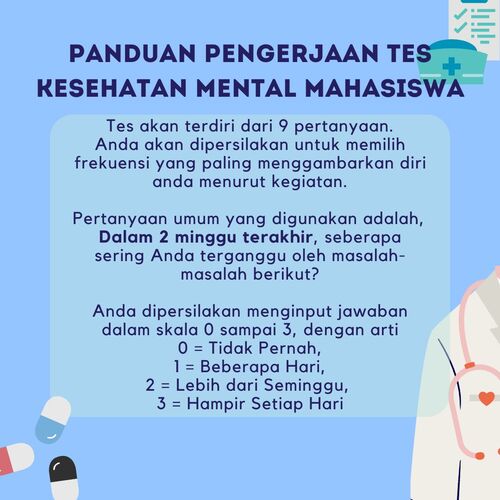 PANDUAN PENGERJAAN TES
KESEHATAN MENTAL MAHASISWA
Tes akan terdiri dari 9 pertanyaan.
Anda akan dipersilakan untuk memilih
frekuensi yang paling menggambarkan diri
anda menurut kegiatan.
Pertanyaan umum yang digunakan adalah,
Dalam 2 minggu terakhir, seberapa
sering Anda terganggu oleh masalah-
masalah berikut?
Anda dipersilakan menginput jawaban
dalam skala 0 sampai 3, dengan arti
0 = Tidak Pernah,
1 = Beberapa Hari,
2 = Lebih dari Seminggu,
3 = Hampir Setiap Hari